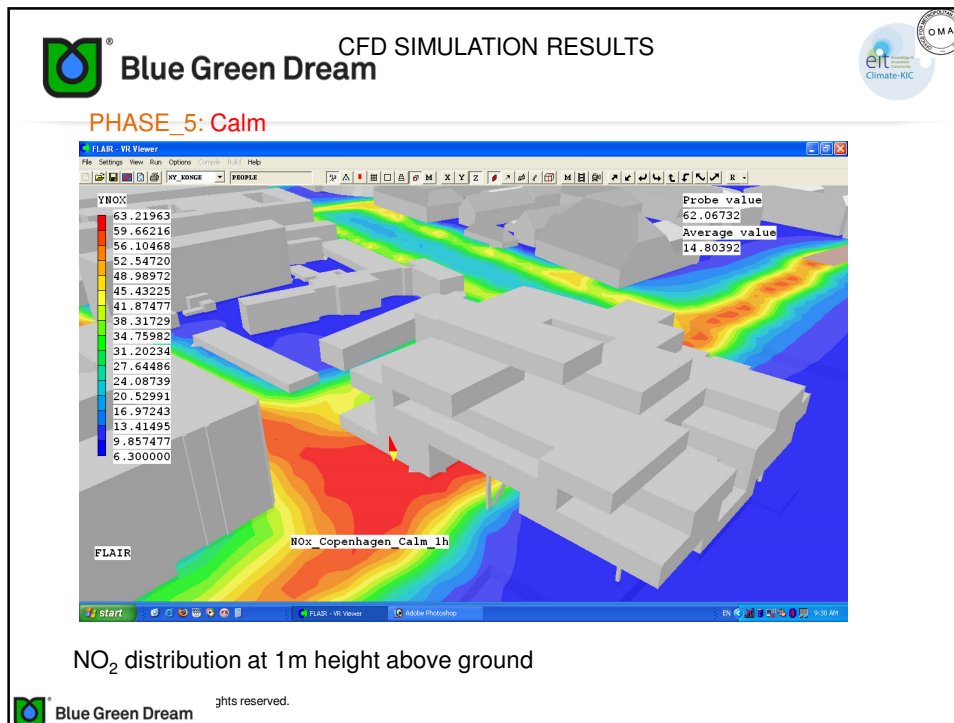 CFD SIMULATION RESULTS
Blue Green Dream
eit
Climate-KIC
OMA
PHASE_5: Calm
FLAIR - VR Viewer
File Settings View Run Options Compile Build Help
NY_KONGE PEOPLE
M X Y Z M R
YNOX
63.21963
59.66216
56.10468
52.54720
48.98972
45.43225
41.87477
38.31729
34.75982
31.20234
27.64486
24.08739
20.52991
16.97243
13.41495
9.857477
6.300000
Probe value
62.06732
Average value
14.80392
NOx_Copenhagen_Calm_1h
FLAIR
start
FLAIR - VR Viewer
Adobe Photoshop
EN
9:30 AM
NO₂ distribution at 1m height above ground
ghts reserved.
Blue Green Dream